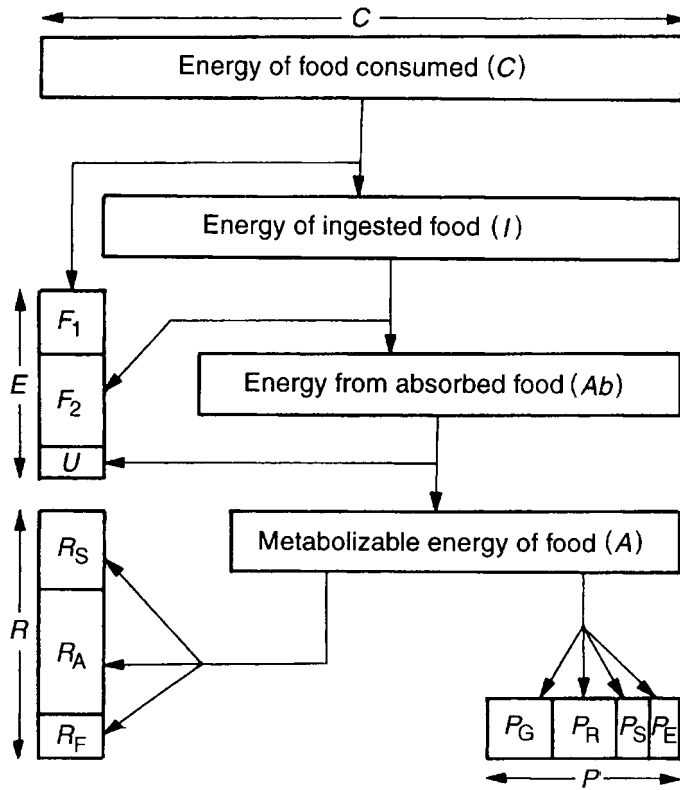 C
Energy of food consumed (C)
Energy of ingested food (I)
E
F1
F2
U
Energy from absorbed food (Ab)
Metabolizable energy of food (A)
R
RS
RA
RF
PG PR PS PE
P